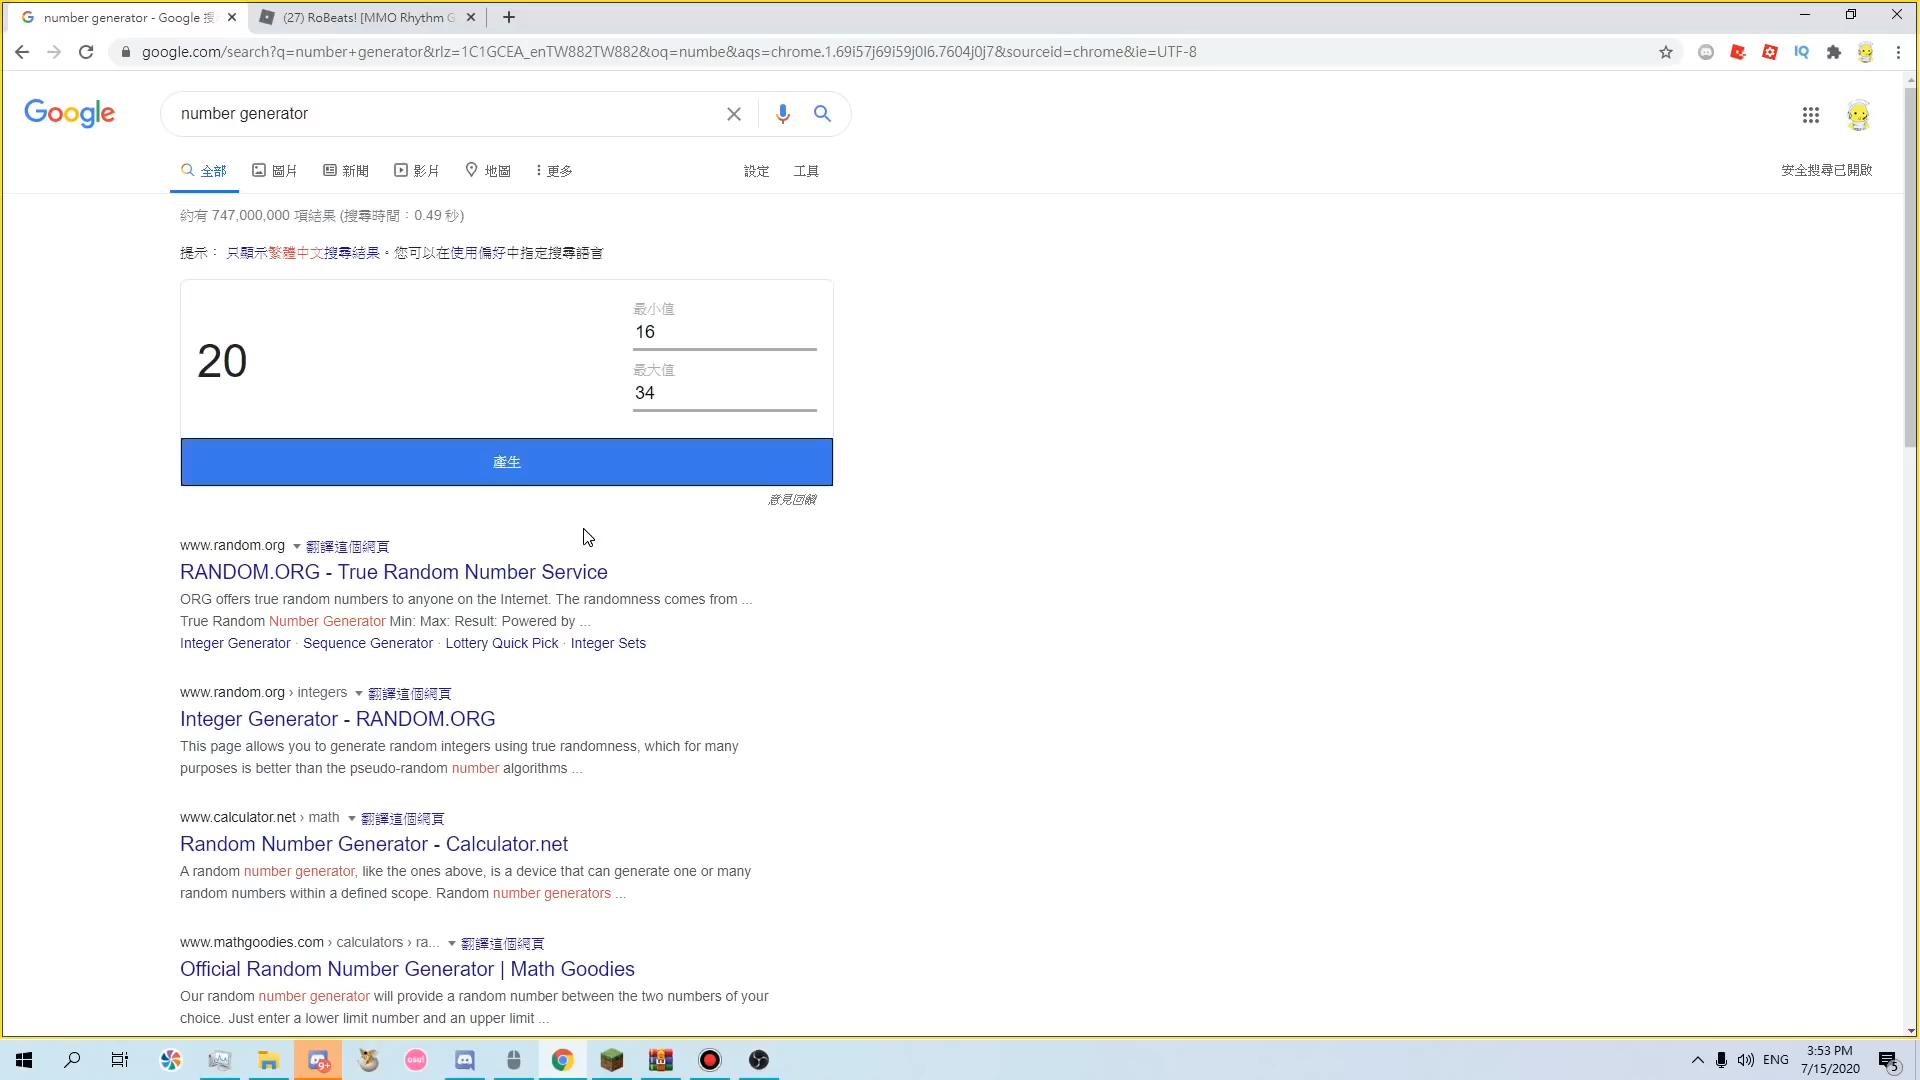 number generator - Google 搜
(27) RoBeats! [MMO Rhythm G
google.com/search?q=number+generator&rlz=1C1GCEA_enTW882TW882&oq=numbe&aqs=chrome.1.69i57j69i59j0l6.7604j0j7&sourceid=chrome&ie=UTF-8
IQ
Google
number generator
全部 圖片 新聞 影片 地圖 更多 設定 工具
安全搜尋已開啟
約有 747,000,000 項結果 (搜尋時間：0.49 秒)
提示： 只顯示繁體中文搜尋結果。您可以在使用偏好中指定搜尋語言
最小值
16
20
最大值
34
產生
意見回饋
www.random.org 翻譯這個網頁
RANDOM.ORG - True Random Number Service
ORG offers true random numbers to anyone on the Internet. The randomness comes from ...
True Random Number Generator Min: Max: Result: Powered by ...
Integer Generator · Sequence Generator · Lottery Quick Pick · Integer Sets
www.random.org › integers 翻譯這個網頁
Integer Generator - RANDOM.ORG
This page allows you to generate random integers using true randomness, which for many
purposes is better than the pseudo-random number algorithms ...
www.calculator.net › math 翻譯這個網頁
Random Number Generator - Calculator.net
A random number generator, like the ones above, is a device that can generate one or many
random numbers within a defined scope. Random number generators ...
www.mathgoodies.com › calculators › ra... 翻譯這個網頁
Official Random Number Generator | Math Goodies
Our random number generator will provide a random number between the two numbers of your
choice. Just enter a lower limit number and an upper limit ...
9+
osu!
ENG
3:53 PM
7/15/2020
5